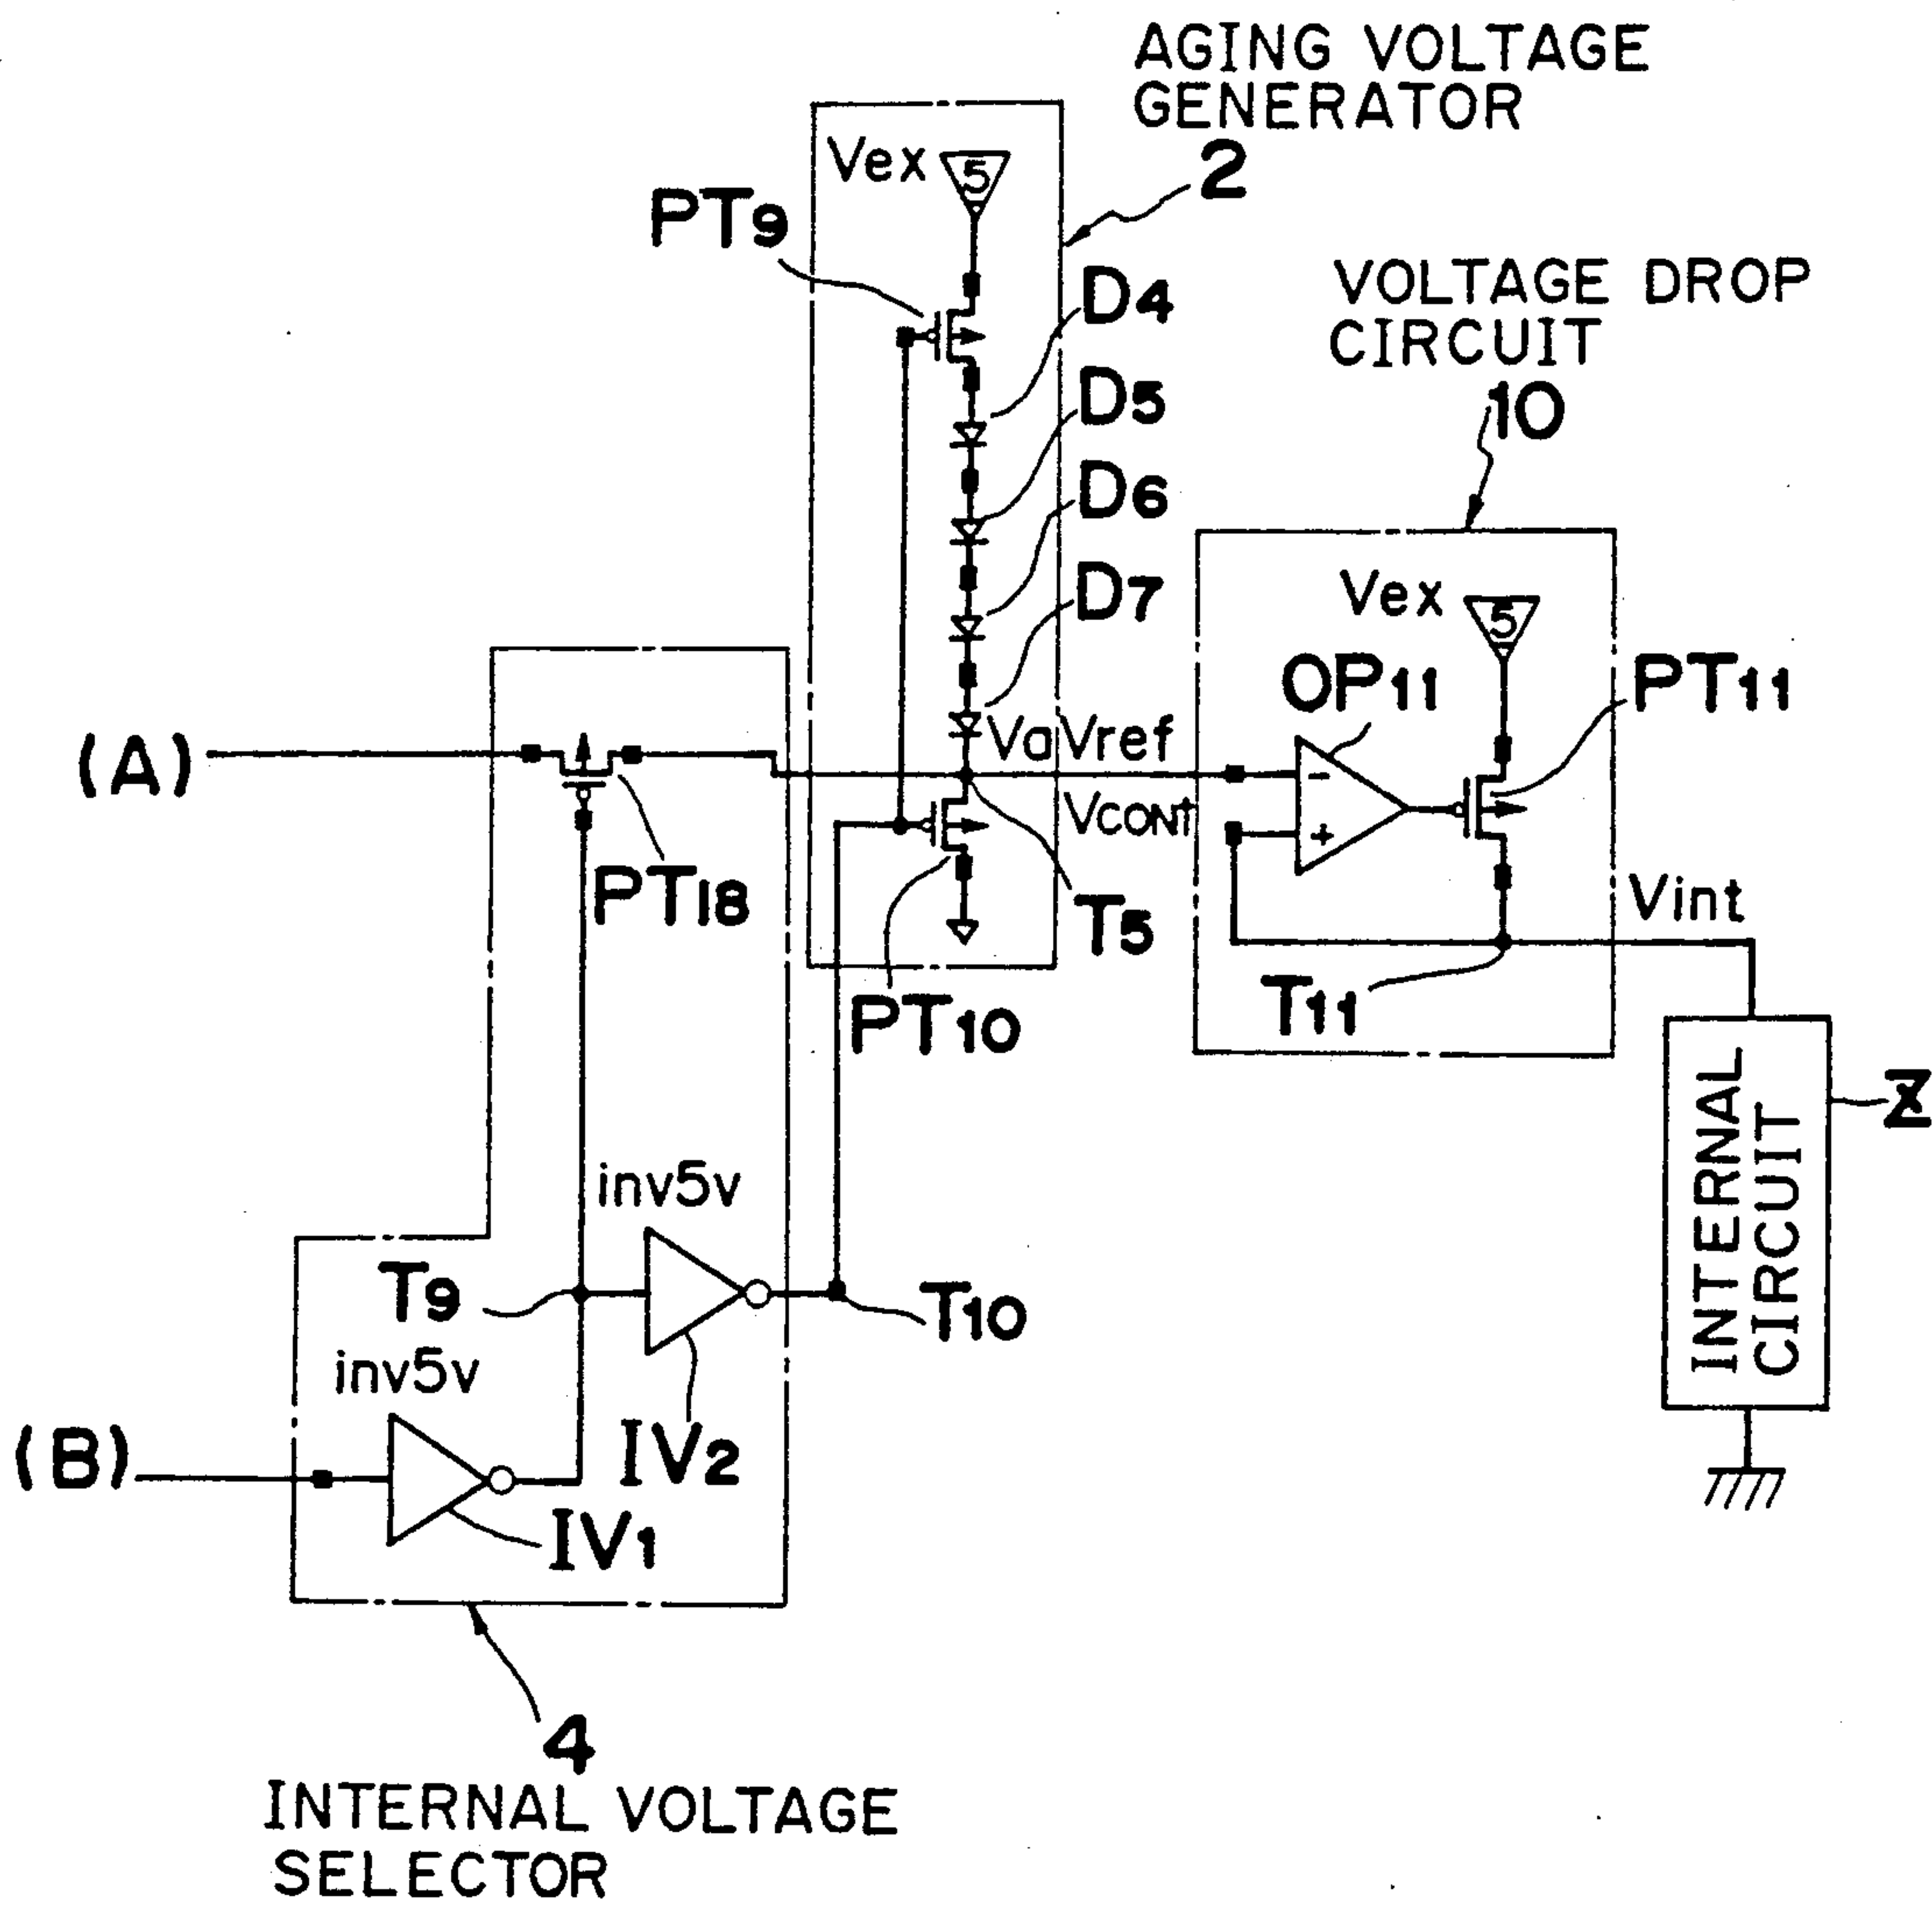 AGING VOLTAGE
GENERATOR
2
Vex
5
PT9
D4
VOLTAGE DROP
CIRCUIT
10
D5
D6
D7
Vex
5
OP11
PT11
(A)
Va
Vref
-
VCONT
+
PT18
T5
Vint
PT10
T11
INTERNAL
CIRCUIT
Z
inv5v
T9
T10
inv5v
IV2
(B)
IV1
4
INTERNAL VOLTAGE
SELECTOR